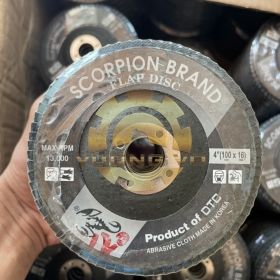 SCORPION BRAND
FLAP DISC
MAX RPM
13,000
4"(100 x 16)
Product of DTC
ABRASIVE CLOTH MADE IN KOREA